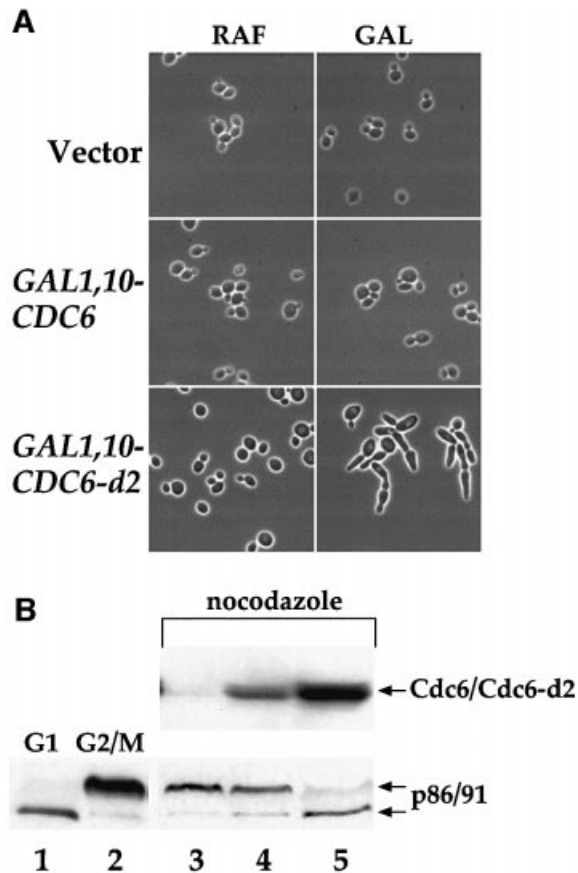 A
RAF GAL
Vector
GAL1,10-
CDC6
GAL1,10-
CDC6-d2
B
nocodazole
Cdc6/Cdc6-d2
G1 G2/M
p86/91
1 2 3 4 5